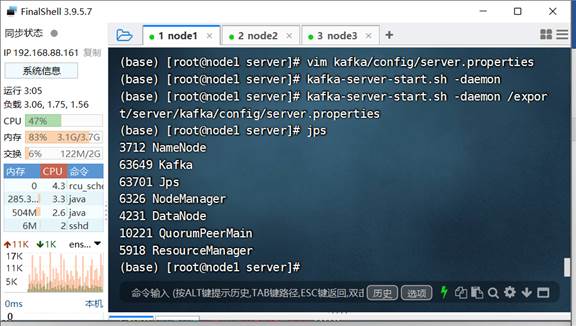 FinalShell 3.9.5.7
同步状态
IP 192.168.88.161 复制
系统信息
运行 3:05
负载 3.06, 1.75, 1.56
CPU 47%
内存 83% 3.1G/3.7G
交换 6% 122M/2G
内存 CPU 命令
0 4.3 rcu_sche
285.3... 3.3 java
504M 2.6 java
6M 2 sshd
11K 1K ens...
17K
12K
6K
0ms 本机
0
1 node1
2 node2
3 node3
(base) [root@node1 server]# vim kafka/config/server.properties
(base) [root@node1 server]# kafka-server-start.sh -daemon
(base) [root@node1 server]# kafka-server-start.sh -daemon /expor
t/server/kafka/config/server.properties
(base) [root@node1 server]# jps
3712 NameNode
63649 Kafka
63701 Jps
6326 NodeManager
4231 DataNode
10221 QuorumPeerMain
5918 ResourceManager
(base) [root@node1 server]#
命令输入 (按ALT键提示历史,TAB键路径,ESC键返回,双击 历史 选项